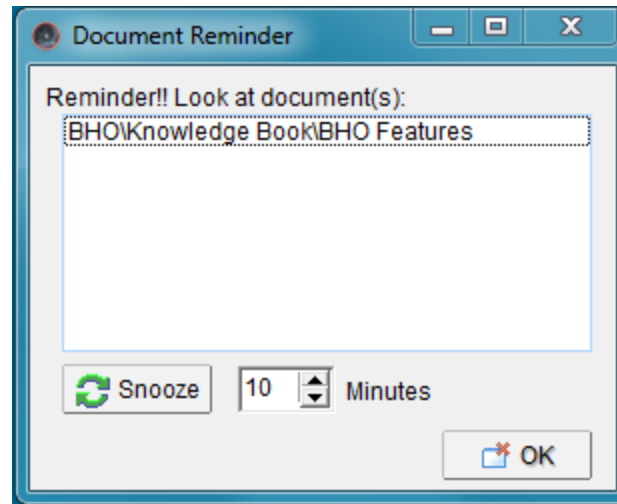 Document Reminder
Reminder!! Look at document(s):
BHO\Knowledge Book\BHO Features
Snooze 10 Minutes
OK